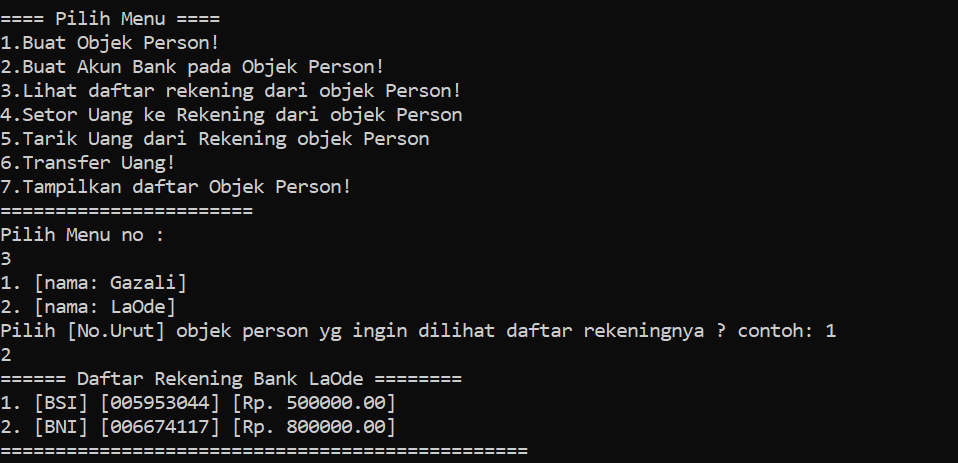 ==== Pilih Menu ====
1.Buat Objek Person!
2.Buat Akun Bank pada Objek Person!
3.Lihat daftar rekening dari objek Person!
4.Setor Uang ke Rekening dari objek Person
5.Tarik Uang dari Rekening objek Person
6.Transfer Uang!
7.Tampilkan daftar Objek Person!
=======================
Pilih Menu no :
3
1. [nama: Gazali]
2. [nama: LaOde]
Pilih [No.Urut] objek person yg ingin dilihat daftar rekeningnya ? contoh: 1
2
====== Daftar Rekening Bank LaOde ========
1. [BSI] [005953044] [Rp. 500000.00]
2. [BNI] [006674117] [Rp. 800000.00]
================================================